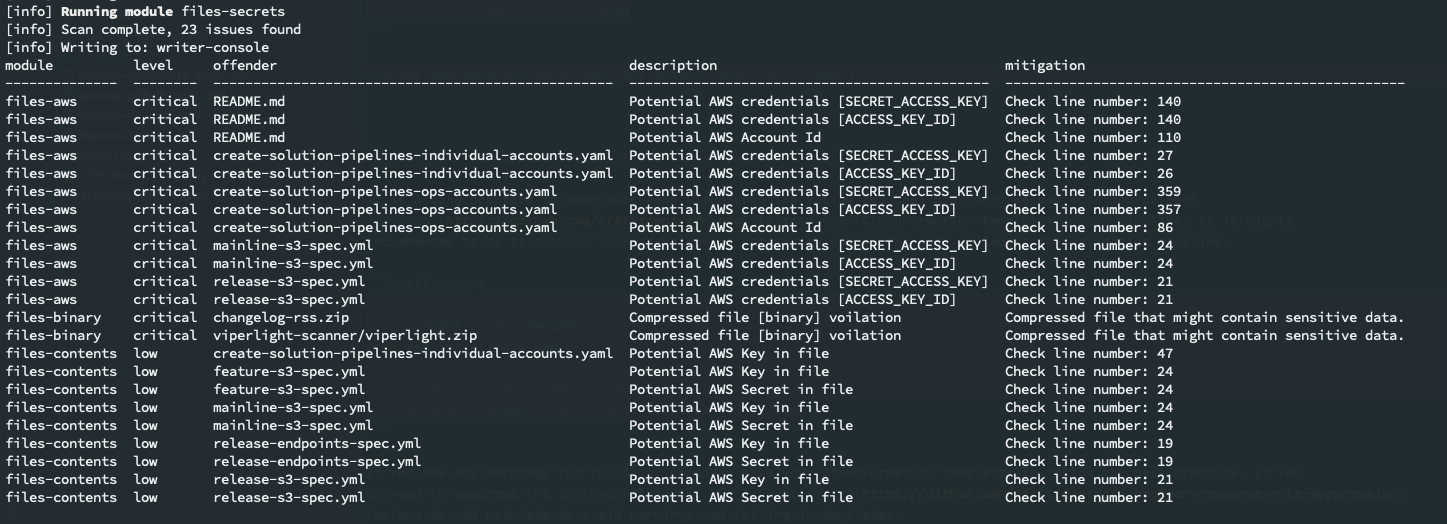 [info] Running module files-secrets
[info] Scan complete, 23 issues found
[info] Writing to: writer-console
module level offender description mitigation
files-aws critical README.md Potential AWS credentials [SECRET_ACCESS_KEY] Check line number: 140
files-aws critical README.md Potential AWS credentials [ACCESS_KEY_ID] Check line number: 140
files-aws critical README.md Potential AWS Account Id Check line number: 110
files-aws critical create-solution-pipelines-individual-accounts.yaml Potential AWS credentials [SECRET_ACCESS_KEY] Check line number: 27
files-aws critical create-solution-pipelines-individual-accounts.yaml Potential AWS credentials [ACCESS_KEY_ID] Check line number: 26
files-aws critical create-solution-pipelines-ops-accounts.yaml Potential AWS credentials [SECRET_ACCESS_KEY] Check line number: 359
files-aws critical create-solution-pipelines-ops-accounts.yaml Potential AWS credentials [ACCESS_KEY_ID] Check line number: 357
files-aws critical create-solution-pipelines-ops-accounts.yaml Potential AWS Account Id Check line number: 86
files-aws critical mainline-s3-spec.yml Potential AWS credentials [SECRET_ACCESS_KEY] Check line number: 24
files-aws critical mainline-s3-spec.yml Potential AWS credentials [ACCESS_KEY_ID] Check line number: 24
files-aws critical release-s3-spec.yml Potential AWS credentials [SECRET_ACCESS_KEY] Check line number: 21
files-aws critical release-s3-spec.yml Potential AWS credentials [ACCESS_KEY_ID] Check line number: 21
files-binary critical changelog-rss.zip Compressed file [binary] voilation Compressed file that might contain sensitive data.
files-binary critical viperlight-scanner/viperlight.zip Compressed file [binary] voilation Compressed file that might contain sensitive data.
files-contents low create-solution-pipelines-individual-accounts.yaml Potential AWS Key in file Check line number: 47
files-contents low feature-s3-spec.yml Potential AWS Key in file Check line number: 24
files-contents low feature-s3-spec.yml Potential AWS Secret in file Check line number: 24
files-contents low mainline-s3-spec.yml Potential AWS Key in file Check line number: 24
files-contents low mainline-s3-spec.yml Potential AWS Secret in file Check line number: 24
files-contents low release-endpoints-spec.yml Potential AWS Key in file Check line number: 19
files-contents low release-endpoints-spec.yml Potential AWS Secret in file Check line number: 19
files-contents low release-s3-spec.yml Potential AWS Key in file Check line number: 21
files-contents low release-s3-spec.yml Potential AWS Secret in file Check line number: 21